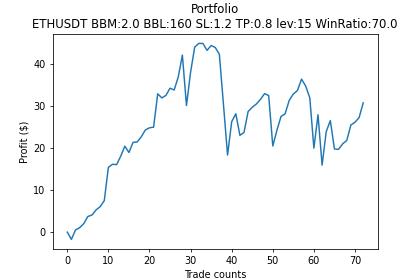 Portfolio
ETHUSDT BBM:2.0 BBL:160 SL:1.2 TP:0.8 lev:15 WinRatio:70.0
40
30
20
10
0
Profit ($)
0 10 20 30 40 50 60 70
Trade counts